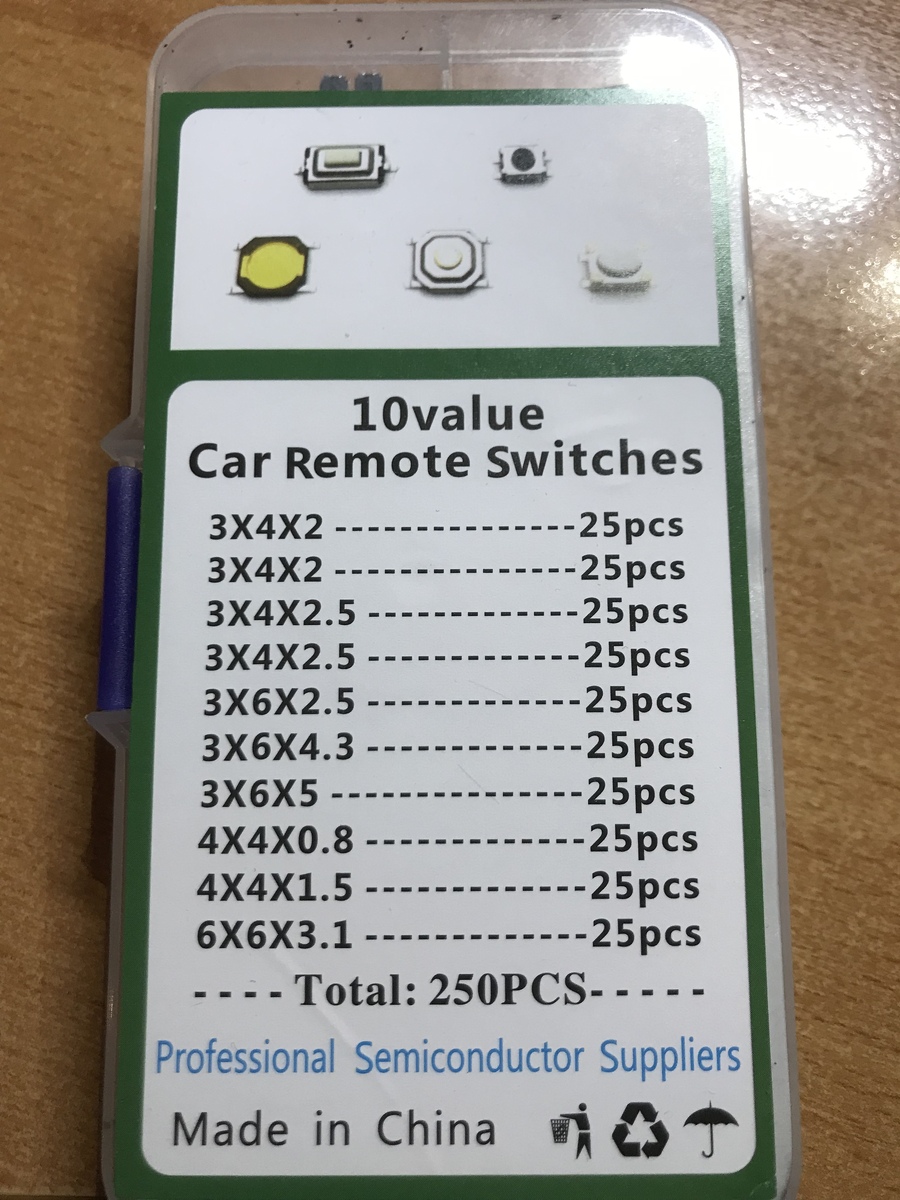 10value
Car Remote Switches
3X4X2 ---------------25pcs
3X4X2 ---------------25pcs
3X4X2.5 -------------25pcs
3X4X2.5 -------------25pcs
3X6X2.5 -------------25pcs
3X6X4.3 -------------25pcs
3X6X5 ---------------25pcs
4X4X0.8 -------------25pcs
4X4X1.5 -------------25pcs
6X6X3.1 -------------25pcs
---- Total: 250PCS-----
Professional Semiconductor Suppliers
Made in China